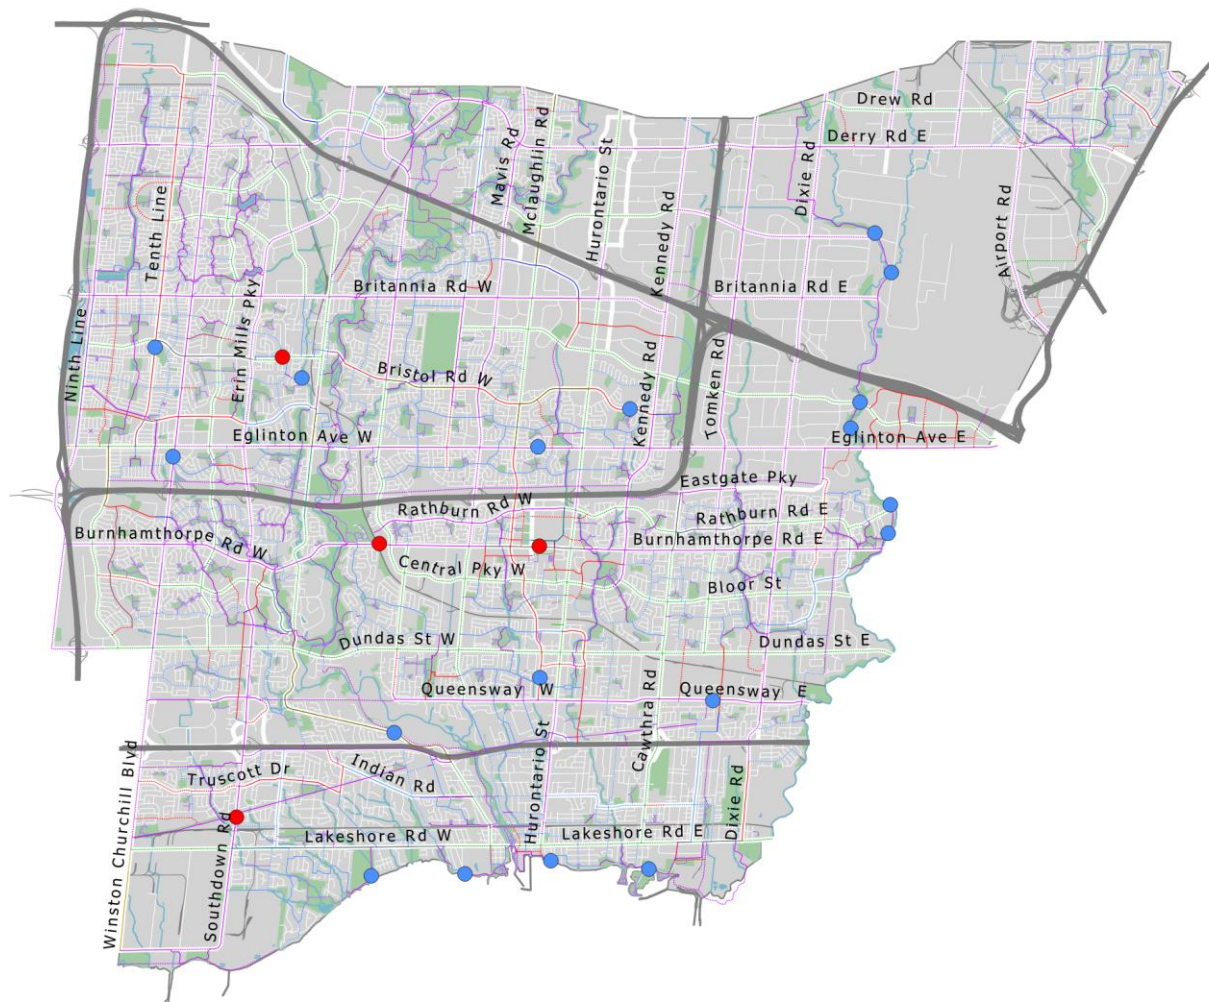 Drew Rd
Derry Rd E
Mavis Rd
Mclaughlin Rd
Hurontario St
Dixie Rd
Kennedy Rd
Airport Rd
Tenth Line
Erin Mills Pky
Britannia Rd W
Britannia Rd E
Ninth Line
Bristol Rd W
Kennedy Rd
Tomken Rd
Eglinton Ave W
Eglinton Ave E
Eastgate Pky
Rathburn Rd W
Rathburn Rd E
Burnhamthorpe Rd W
Burnhamthorpe Rd E
Central Pky W
Bloor St
Dundas St W
Dundas St E
Queensway W
Queensway E
Cawthra Rd
Hurontario St
Winston Churchill Blvd
Truscott Dr
Indian Rd
Dixie Rd
Southdown Rd
Lakeshore Rd W
Lakeshore Rd E